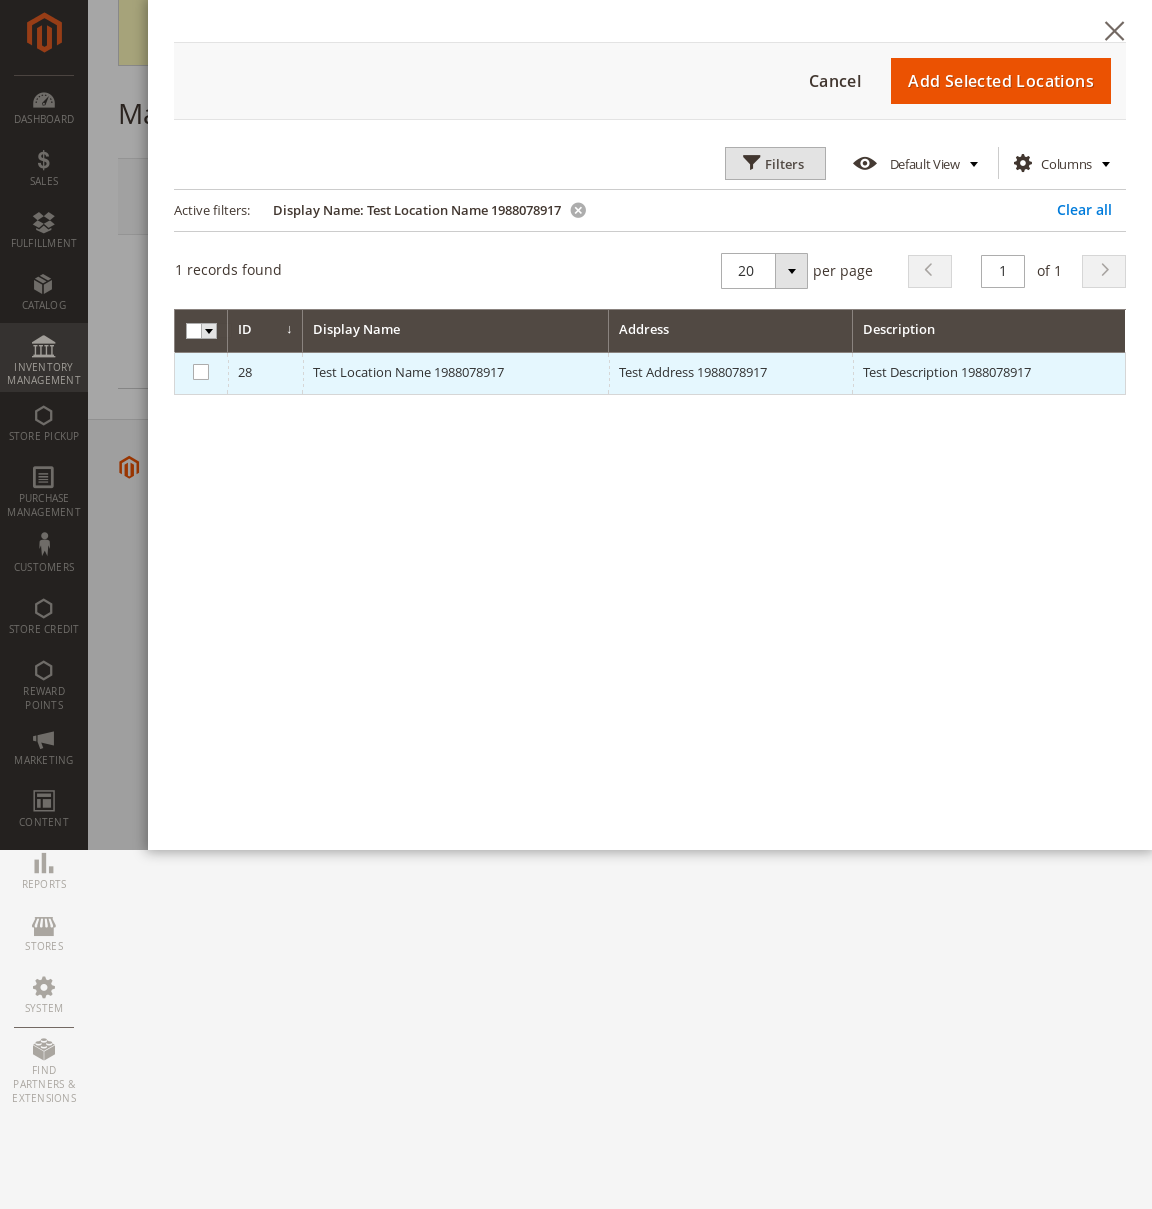 DASHBOARD
SALES
FULFILLMENT
CATALOG
INVENTORY
MANAGEMENT
STORE PICKUP
PURCHASE
MANAGEMENT
CUSTOMERS
STORE CREDIT
REWARD
POINTS
MARKETING
CONTENT
REPORTS
STORES
SYSTEM
FIND
PARTNERS &
EXTENSIONS
Ma
Cancel Add Selected Locations
Filters Default View Columns
Active filters: Display Name: Test Location Name 1988078917 Clear all
1 records found 20 per page 1 of 1
ID ↓ Display Name Address Description
28 Test Location Name 1988078917 Test Address 1988078917 Test Description 1988078917